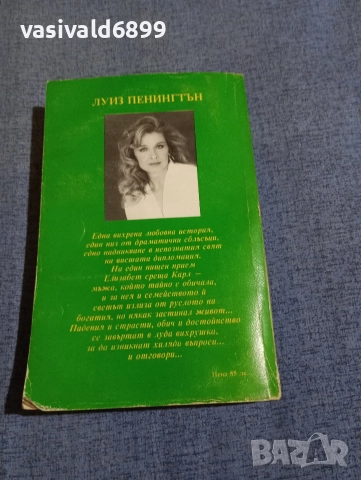 vasivald6899
ЛУИЗ ПЕНИНГТЪН
Една вихрена любовна история,
един низ от драматични сблъсъци,
едно надникване в непознатия свят
на висшата дипломация.
На един пищен прием
Елизабет среща Карл –
мъжа, който тайно е обичала,
и за нея и семейството ѝ
светът излиза от руслото на
богатия, но някак застинал живот...
Падения и страсти, обич и достойнство
се завъртат в луда вихрушка,
за да изникнат хиляди въпроси...
и отговори...
Цена 85 лв.
BAZAR
bg